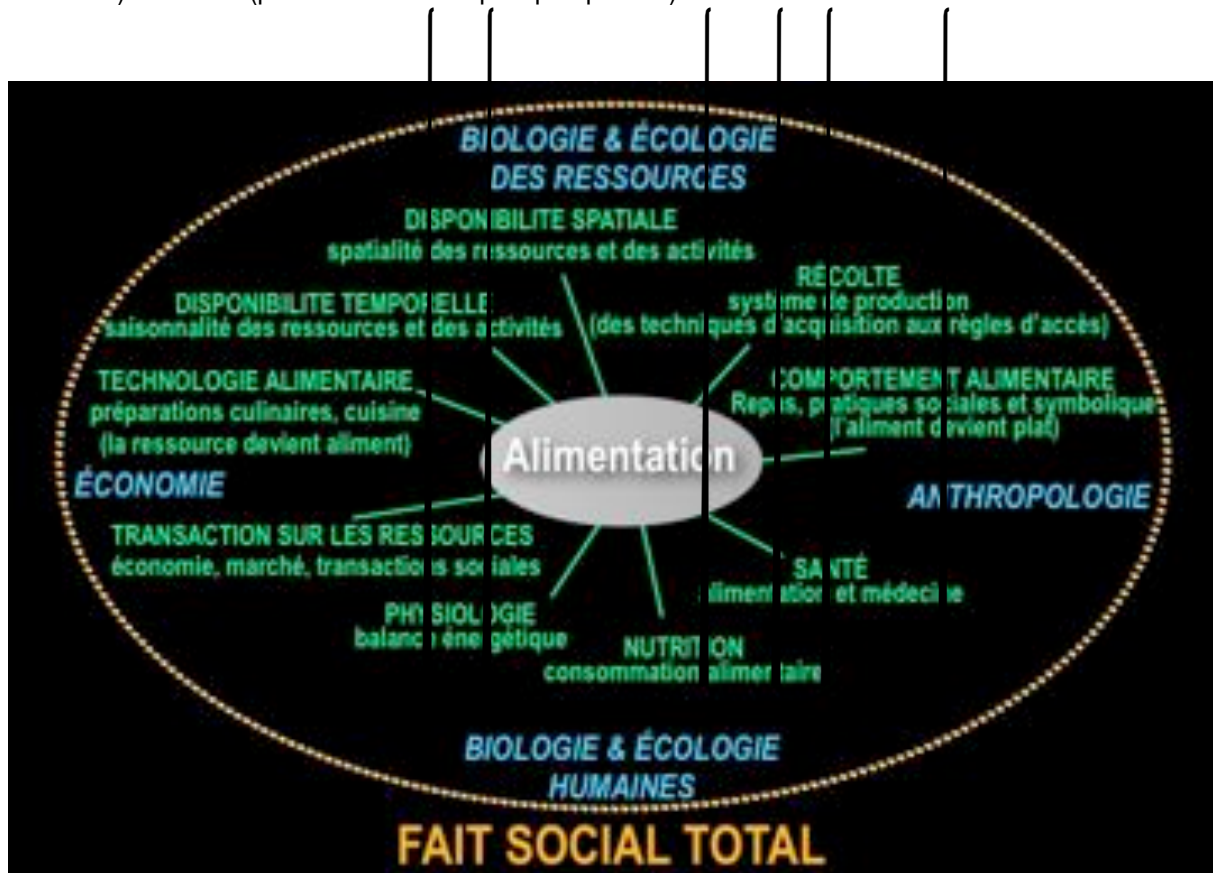 BIOLOGIE & ÉCOLOGIE
DES RESSOURCES
DISPONIBILITE SPATIALE
spatialité des ressources et des activités
RÉCOLTE
système de production
(des techniques d'acquisition aux règles d'accès)
DISPONIBILITE TEMPORELLE
saisonnalité des ressources et des activités
TECHNOLOGIE ALIMENTAIRE
préparations culinaires, cuisine
(la ressource devient aliment)
COMPORTEMENT ALIMENTAIRE
Repas, pratiques sociales et symbolique
(l'aliment devient plat)
Alimentation
ÉCONOMIE
ANTHROPOLOGIE
TRANSACTION SUR LES RESSOURCES
économie, marché, transactions sociales
SANTÉ
alimentation et médecine
PHYSIOLOGIE
balance énergétique
NUTRITION
consommation alimentaire
BIOLOGIE & ÉCOLOGIE
HUMAINES
FAIT SOCIAL TOTAL